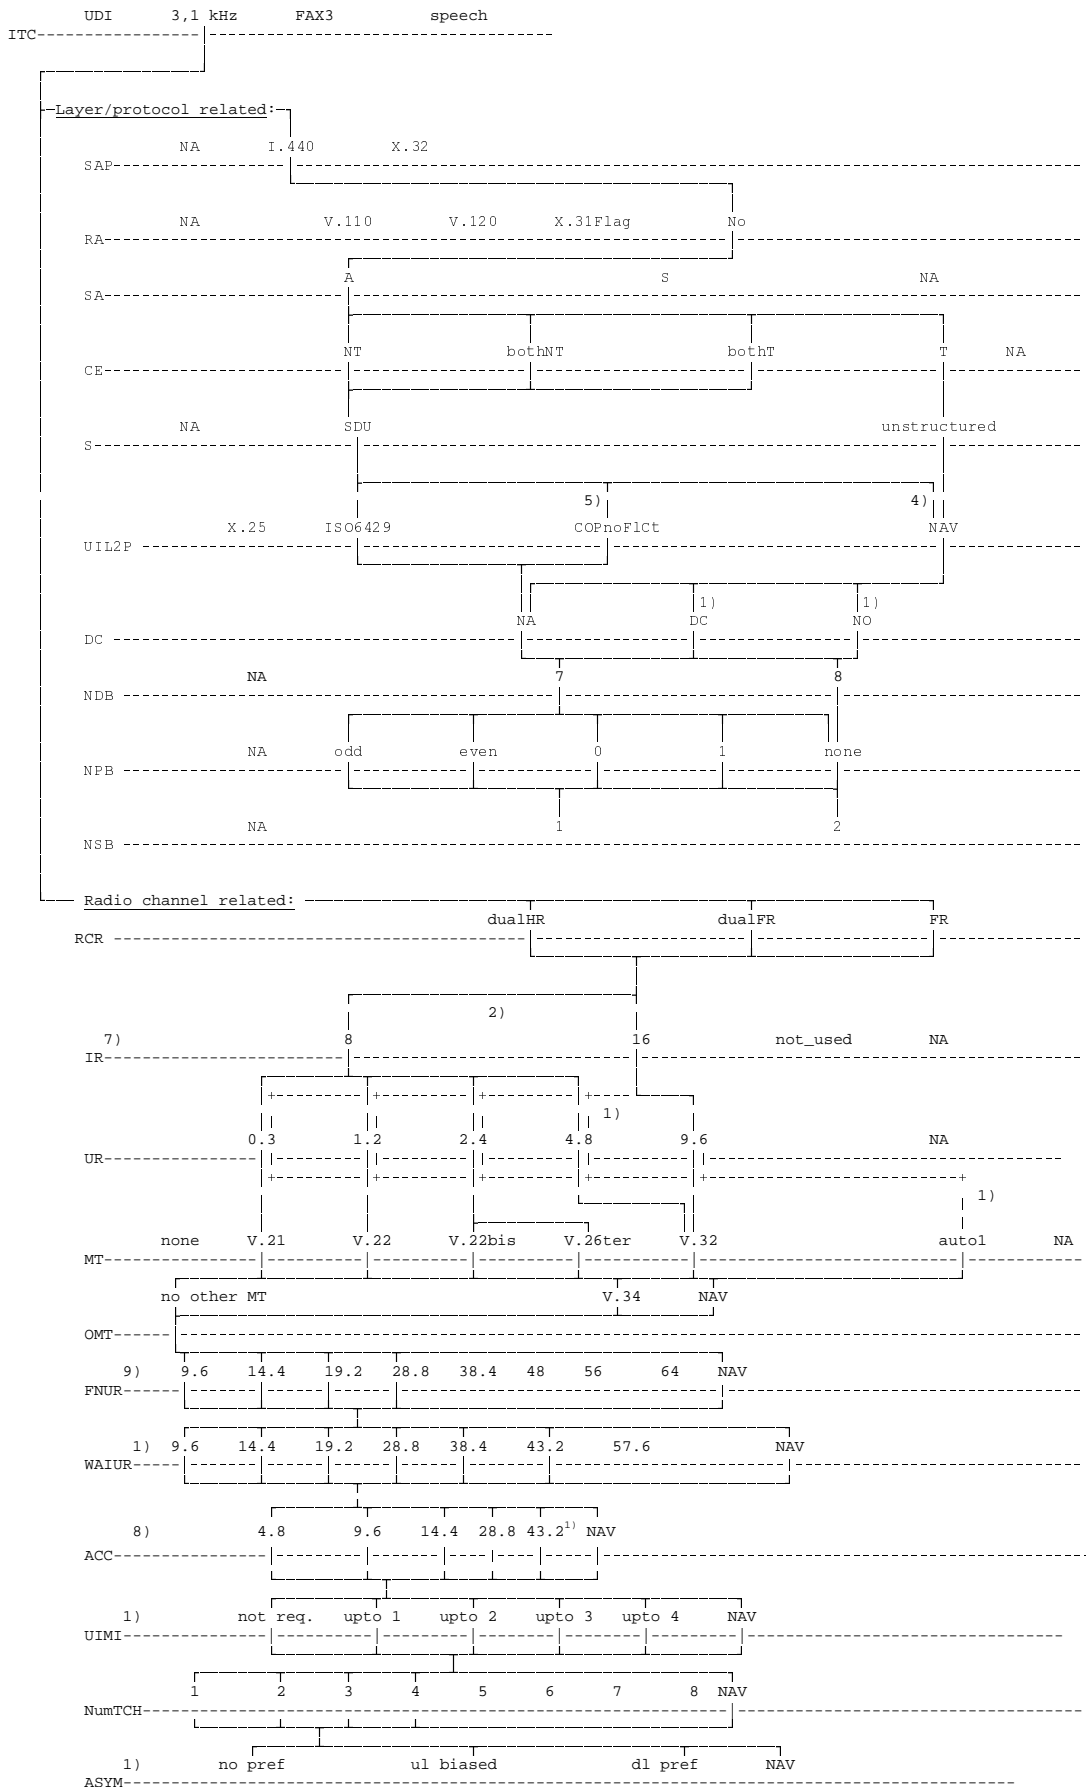 UDI 3,1 kHz FAX3 speech
ITC
Layer/protocol related:
NA I.440 X.32
SAP
NA V.110 V.120 X.31Flag No
RA
A S NA
SA
NT bothNT bothT T NA
CE
NA SDU unstructured
S
5) 4)
X.25 ISO6429 COPnoFlCt NAV
UIL2P
1) 1)
NA DC NO
DC
NA 7 8
NDB
NA odd even 0 1 none
NPB
NA 1 2
NSB
Radio channel related:
dualHR dualFR FR
RCR
2)
7) 8 16 not_used NA
IR
1)
0.3 1.2 2.4 4.8 9.6 NA
UR
1)
none V.21 V.22 V.22bis V.26ter V.32 auto1 NA
MT
no other MT V.34 NAV
OMT
9) 9.6 14.4 19.2 28.8 38.4 48 56 64 NAV
FNUR
1) 9.6 14.4 19.2 28.8 38.4 43.2 57.6 NAV
WAIUR
8) 4.8 9.6 14.4 28.8 43.2 1) NAV
ACC
1) not req. upto 1 upto 2 upto 3 upto 4 NAV
UIMI
1 2 3 4 5 6 7 8 NAV
NumTCH
1) no pref ul biased dl pref NAV
ASYM